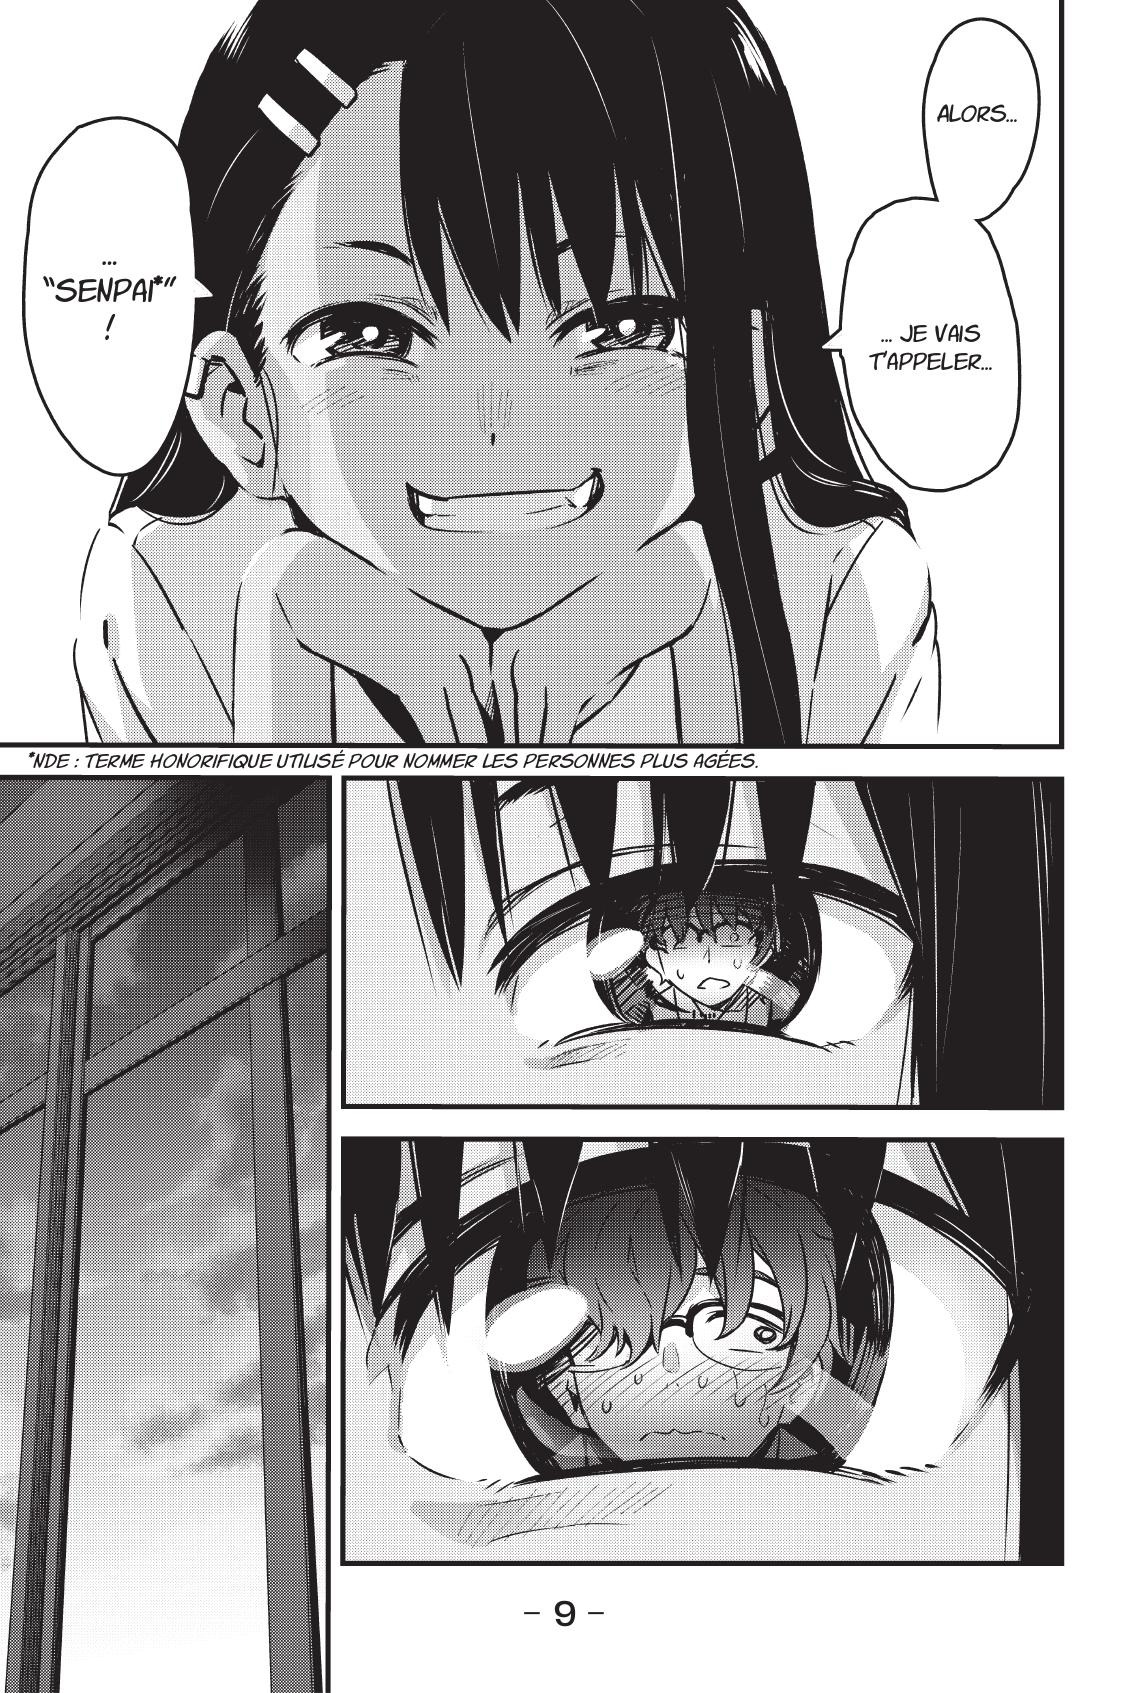 ALORS...
... JE VAIS
T'APPELER...
...
“SENPAI*”
!
*NDE : TERME HONORIFIQUE UTILISÉ POUR NOMMER LES PERSONNES PLUS AGÉES.
- 9 -